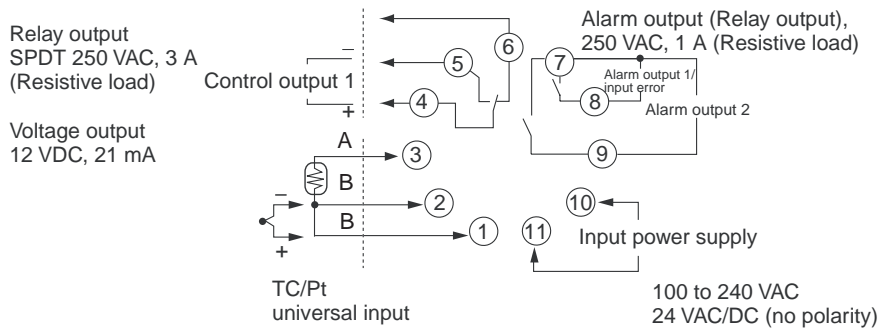 Relay output
SPDT 250 VAC, 3 A
(Resistive load)
Voltage output
12 VDC, 21 mA
Control output 1
−
+
6
5
4
Alarm output (Relay output),
250 VAC, 1 A (Resistive load)
7
Alarm output 1/
input error
8
Alarm output 2
9
A
3
B
−
2
B
+
1
TC/Pt
universal input
10
11
Input power supply
100 to 240 VAC
24 VAC/DC (no polarity)